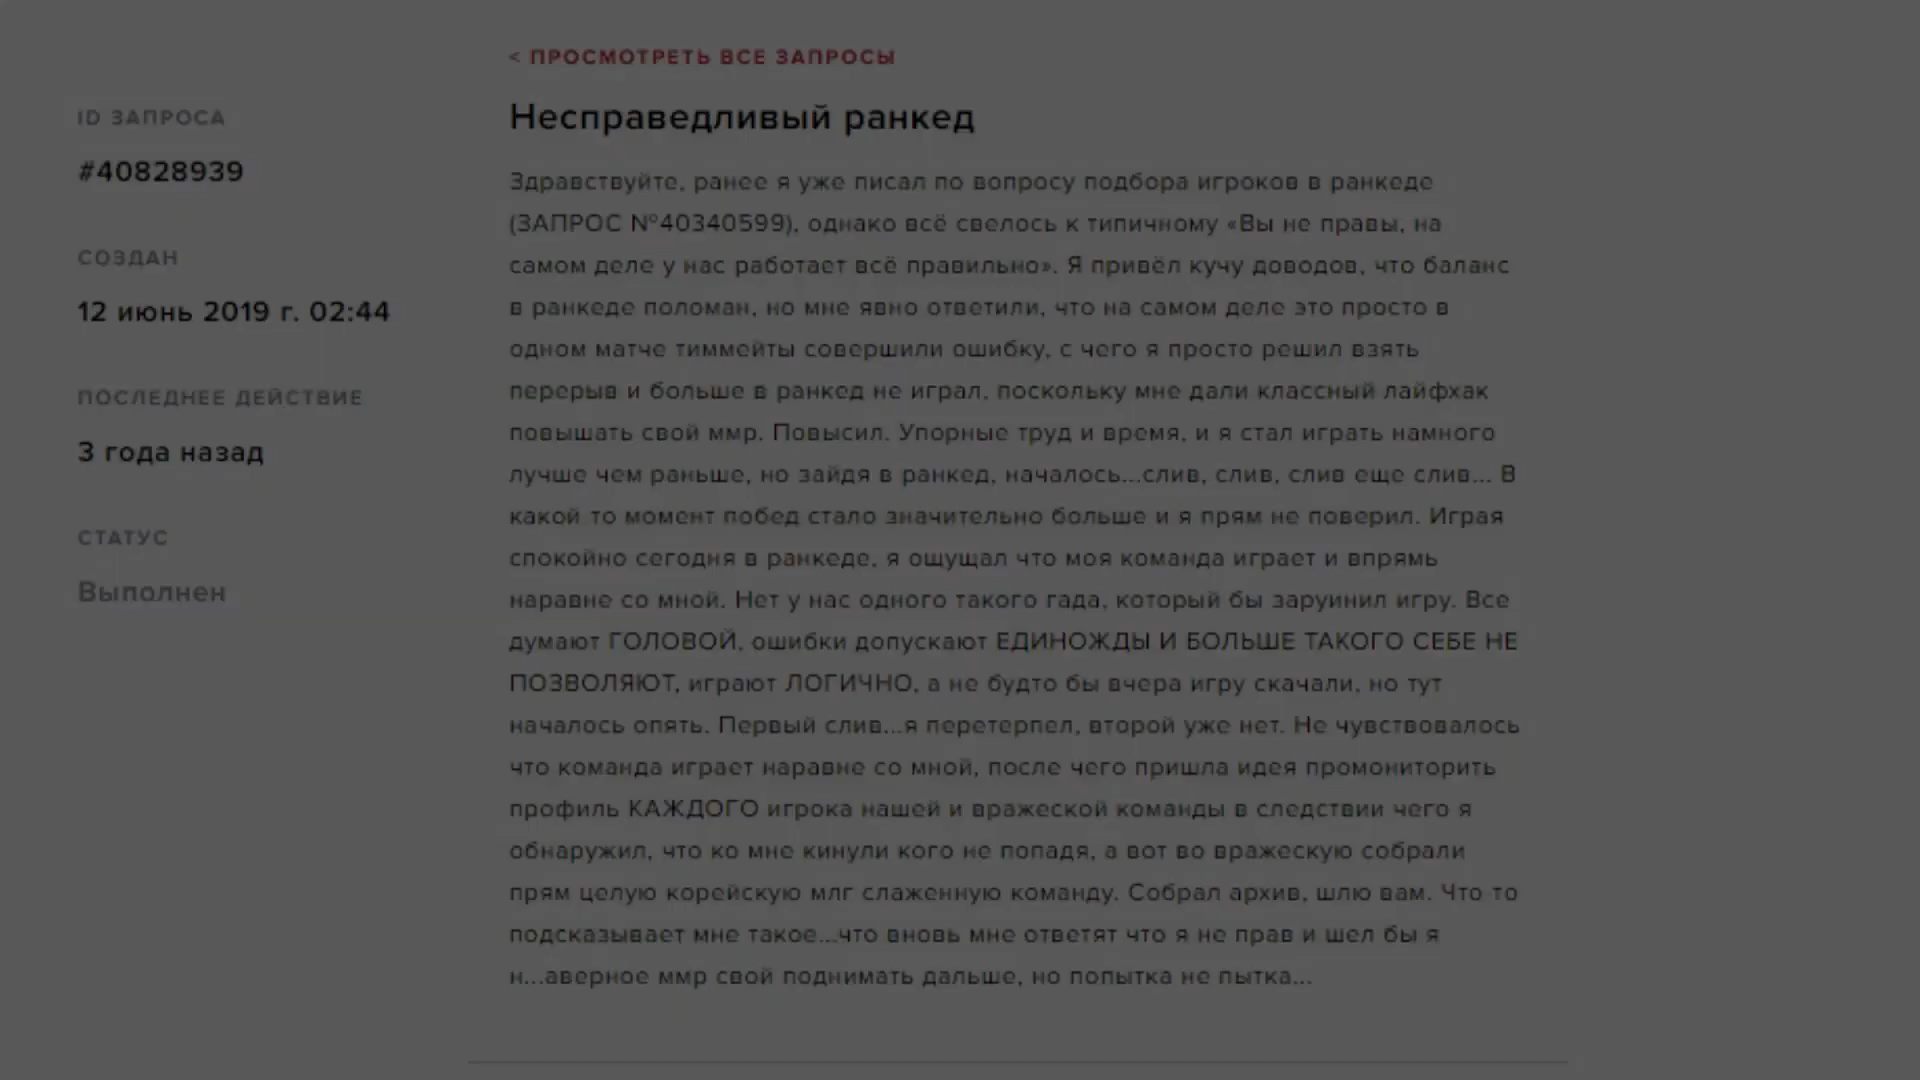 < ПРОСМОТРЕТЬ ВСЕ ЗАПРОСЫ
ID ЗАПРОСА
#40828939
СОЗДАН
12 июнь 2019 г. 02:44
ПОСЛЕДНЕЕ ДЕЙСТВИЕ
3 года назад
СТАТУС
Выполнен
Несправедливый ранкед
Здравствуйте, ранее я уже писал по вопросу подбора игроков в ранкеде
(ЗАПРОС №40340599), однако всё свелось к типичному «Вы не правы, на
самом деле у нас работает всё правильно». Я привёл кучу доводов, что баланс
в ранкеде поломан, но мне явно ответили, что на самом деле это просто в
одном матче тиммейты совершили ошибку, с чего я просто решил взять
перерыв и больше в ранкед не играл, поскольку мне дали классный лайфхак
повышать свой ммр. Повысил. Упорные труд и время, и я стал играть намного
лучше чем раньше, но зайдя в ранкед, началось...слив, слив, слив еще слив... В
какой то момент побед стало значительно больше и я прям не поверил. Играя
спокойно сегодня в ранкеде, я ощущал что моя команда играет и впрямь
наравне со мной. Нет у нас одного такого гада, который бы заруинил игру. Все
думают ГОЛОВОЙ, ошибки допускают ЕДИНОЖДЫ И БОЛЬШЕ ТАКОГО СЕБЕ НЕ
ПОЗВОЛЯЮТ, играют ЛОГИЧНО, а не будто бы вчера игру скачали, но тут
началось опять. Первый слив...я перетерпел, второй уже нет. Не чувствовалось
что команда играет наравне со мной, после чего пришла идея промониторить
профиль КАЖДОГО игрока нашей и вражеской команды в следствии чего я
обнаружил, что ко мне кинули кого не попадя, а вот во вражескую собрали
прям целую корейскую млг слаженную команду. Собрал архив, шлю вам. Что то
подсказывает мне такое...что вновь мне ответят что я не прав и шел бы я
н...аверное ммр свой поднимать дальше, но попытка не пытка...